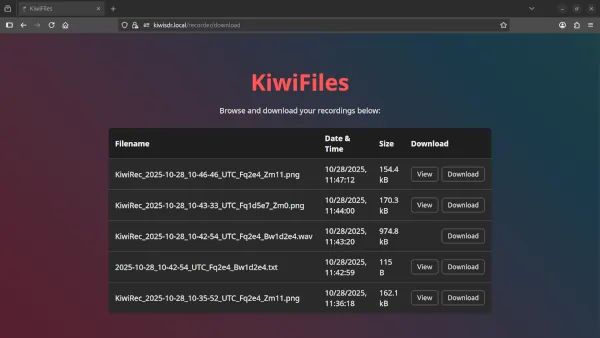 KiwiFiles
kiwisdr.local/recorder/download
KiwiFiles
Browse and download your recordings below:
Filename Date & Time Size Download
KiwiRec_2025-10-28_10-46-46_UTC_Fq2e4_Zm11.png 10/28/2025, 11:47:12 154.4 kB View Download
KiwiRec_2025-10-28_10-43-33_UTC_Fq1d5e7_Zm0.png 10/28/2025, 11:44:00 170.3 kB View Download
KiwiRec_2025-10-28_10-42-54_UTC_Fq2e4_Bw1d2e4.wav 10/28/2025, 11:43:20 974.8 kB Download
2025-10-28_10-42-54_UTC_Fq2e4_Bw1d2e4.txt 10/28/2025, 11:42:59 115 B View Download
KiwiRec_2025-10-28_10-35-52_UTC_Fq2e4_Zm11.png 10/28/2025, 11:36:18 162.1 kB View Download